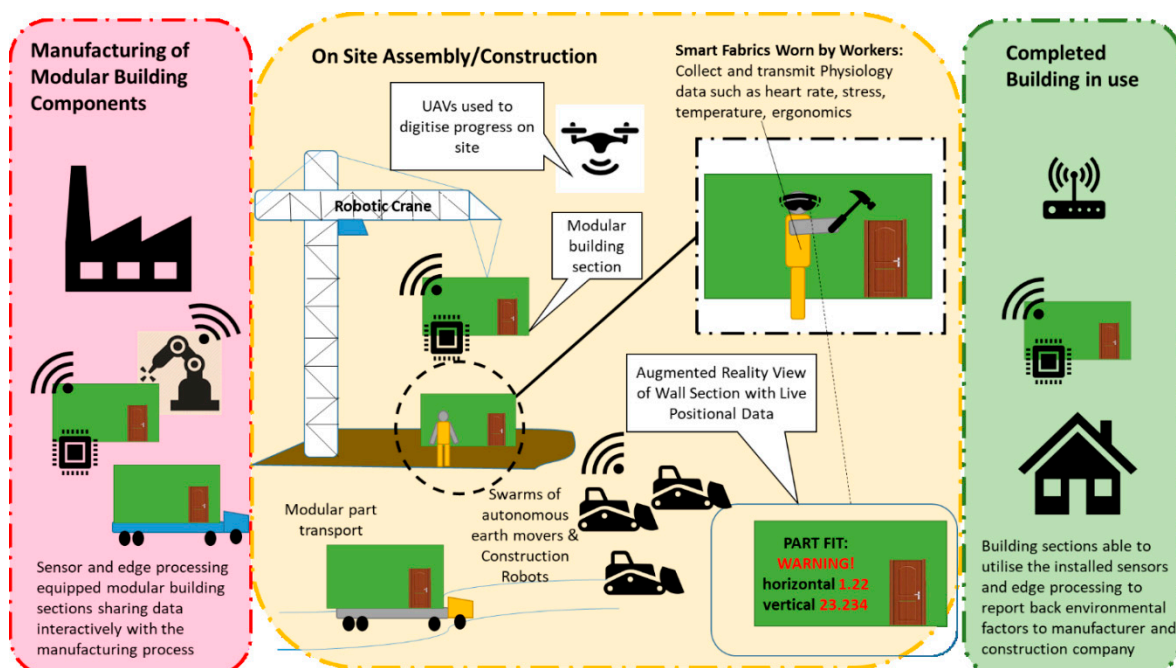 Manufacturing of
Modular Building
Components
Sensor and edge processing
equipped modular building
sections sharing data
interactively with the
manufacturing process
On Site Assembly/Construction
UAVs used to
digitise progress on
site
Robotic Crane
Modular
building
section
Smart Fabrics Worn by Workers:
Collect and transmit Physiology
data such as heart rate, stress,
temperature, ergonomics
Augmented Reality View
of Wall Section with Live
Positional Data
Modular part
transport
Swarms of
autonomous
earth movers &
Construction
Robots
PART FIT:
WARNING!
horizontal 1.22
vertical 23.234
Completed
Building in use
Building sections able to
utilise the installed sensors
and edge processing to
report back environmental
factors to manufacturer and
construction company